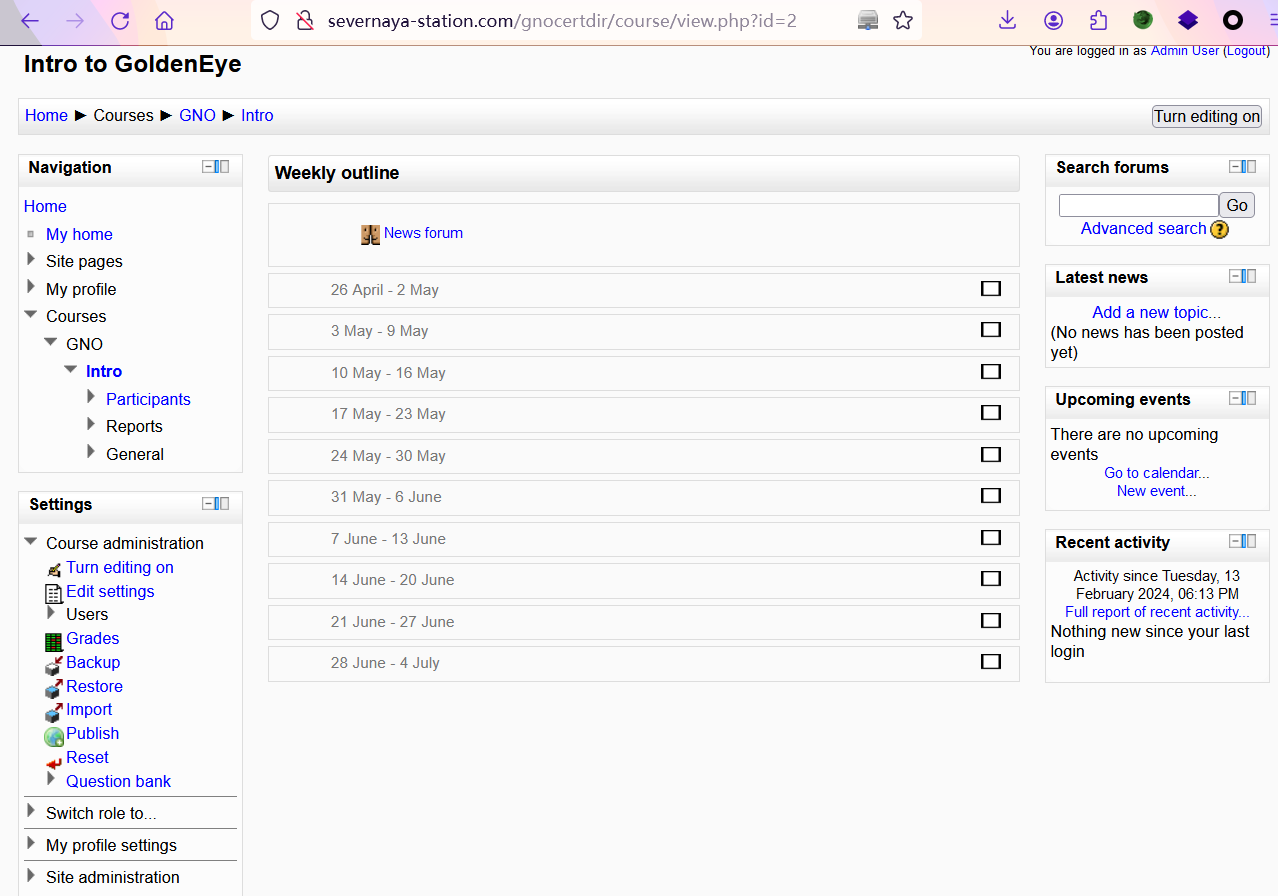 severnaya-station.com/gnocertdir/course/view.php?id=2
Intro to GoldenEye
You are logged in as Admin User (Logout)
Home ► Courses ► GNO ► Intro
Turn editing on
Navigation
Home
My home
Site pages
My profile
Courses
GNO
Intro
Participants
Reports
General
Settings
Course administration
Turn editing on
Edit settings
Users
Grades
Backup
Restore
Import
Publish
Reset
Question bank
Switch role to...
My profile settings
Site administration
Weekly outline
News forum
26 April - 2 May
3 May - 9 May
10 May - 16 May
17 May - 23 May
24 May - 30 May
31 May - 6 June
7 June - 13 June
14 June - 20 June
21 June - 27 June
28 June - 4 July
Search forums
Go
Advanced search ?
Latest news
Add a new topic...
(No news has been posted
yet)
Upcoming events
There are no upcoming
events
Go to calendar...
New event...
Recent activity
Activity since Tuesday, 13
February 2024, 06:13 PM
Full report of recent activity...
Nothing new since your last
login